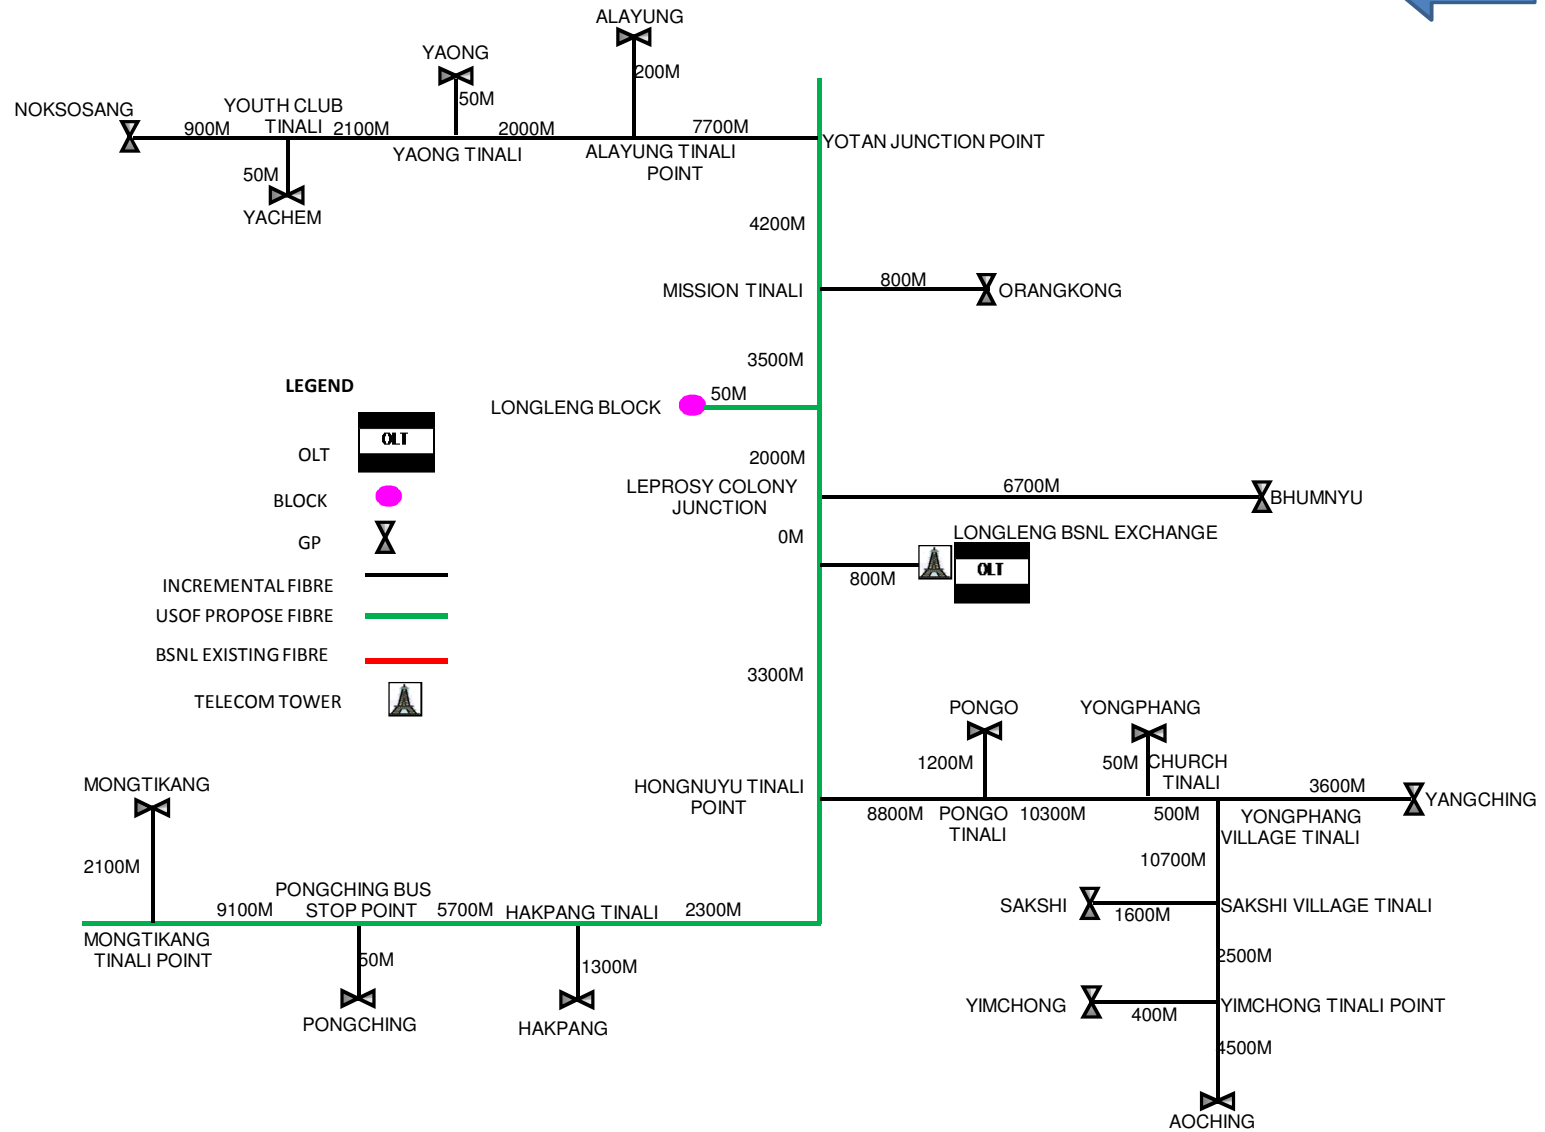 ALAYUNG
YAONG
200M
NOKSOSANG
YOUTH CLUB
TINALI
50M
900M
2100M
2000M
7700M
YAONG TINALI
ALAYUNG TINALI
POINT
YOTAN JUNCTION POINT
50M
YACHEM
4200M
MISSION TINALI
800M
ORANGKONG
3500M
LEGEND
50M
LONGLENG BLOCK
OLT
OLT
2000M
BLOCK
LEPROSY COLONY
JUNCTION
6700M
BHUMNYU
GP
0M
LONGLENG BSNL EXCHANGE
OLT
800M
INCREMENTAL FIBRE
USOF PROPOSE FIBRE
BSNL EXISTING FIBRE
TELECOM TOWER
3300M
PONGO
YONGPHANG
1200M
50M
CHURCH
TINALI
MONGTIKANG
HONGNUYU TINALI
POINT
3600M
YANGCHING
8800M
PONGO
TINALI
10300M
500M
YONGPHANG
VILLAGE TINALI
2100M
10700M
9100M
PONGCHING BUS
STOP POINT
5700M
HAKPANG TINALI
2300M
SAKSHI
1600M
SAKSHI VILLAGE TINALI
MONGTIKANG
TINALI POINT
50M
1300M
2500M
PONGCHING
HAKPANG
YIMCHONG
400M
YIMCHONG TINALI POINT
4500M
AOCHING